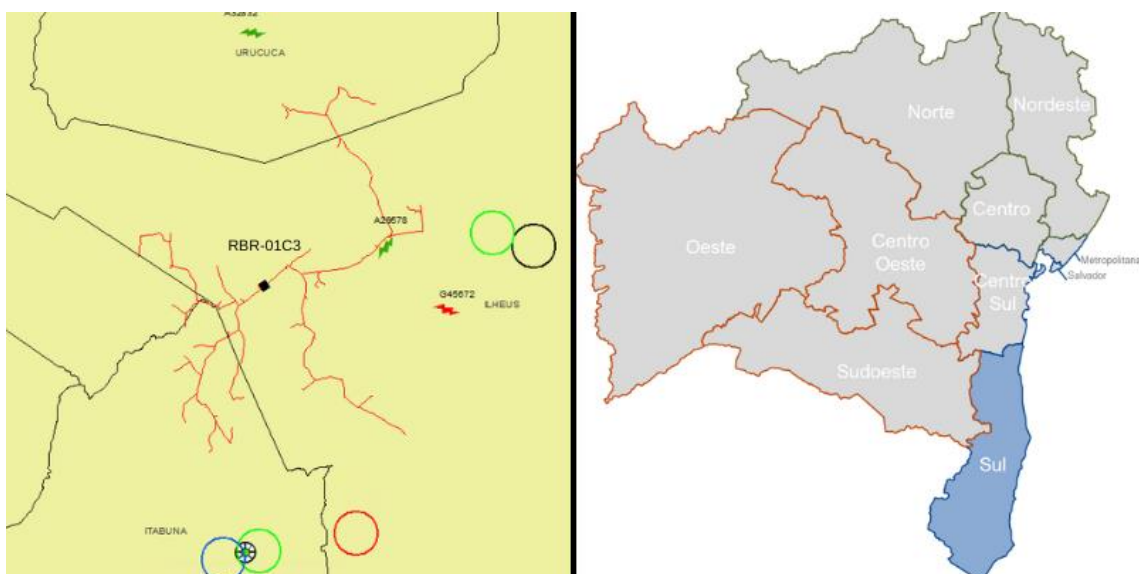 URUCUCA
A26578
RBR-01C3
G45672
ILHEUS
ITABUNA
Norte
Nordeste
Centro
Oeste
Centro
Oeste
Metropolitana
Salvador
Centro
Sul
Sudoeste
Sul